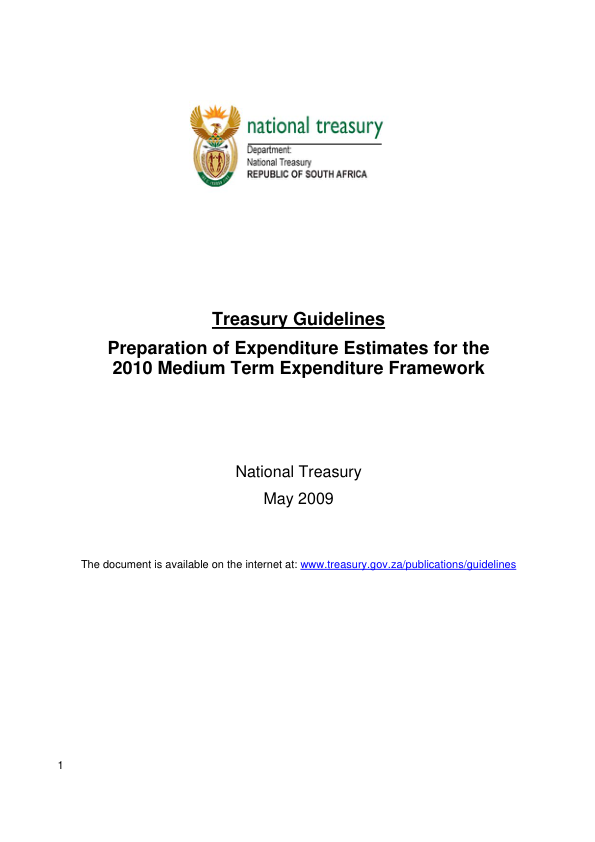 national treasury
Department:
National Treasury
REPUBLIC OF SOUTH AFRICA
Treasury Guidelines
Preparation of Expenditure Estimates for the
2010 Medium Term Expenditure Framework
National Treasury
May 2009
The document is available on the internet at: www.treasury.gov.za/publications/guidelines
1